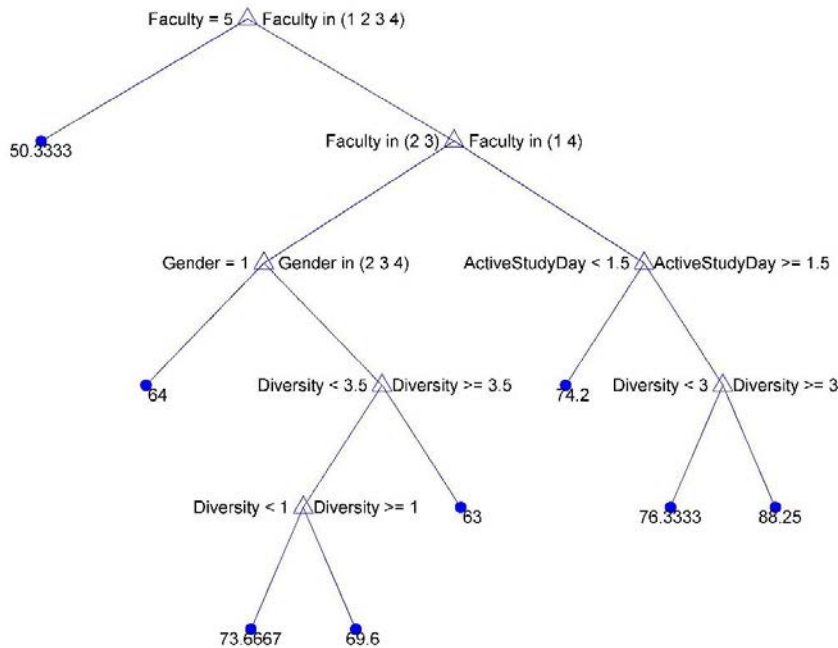 Faculty = 5 Faculty in (1 2 3 4)
50.3333
Faculty in (2 3) Faculty in (1 4)
Gender = 1 Gender in (2 3 4)
ActiveStudyDay < 1.5 ActiveStudyDay >= 1.5
64
Diversity < 3.5 Diversity >= 3.5
74.2
Diversity < 3 Diversity >= 3
Diversity < 1 Diversity >= 1
63
76.3333
88.25
73.6667
69.6